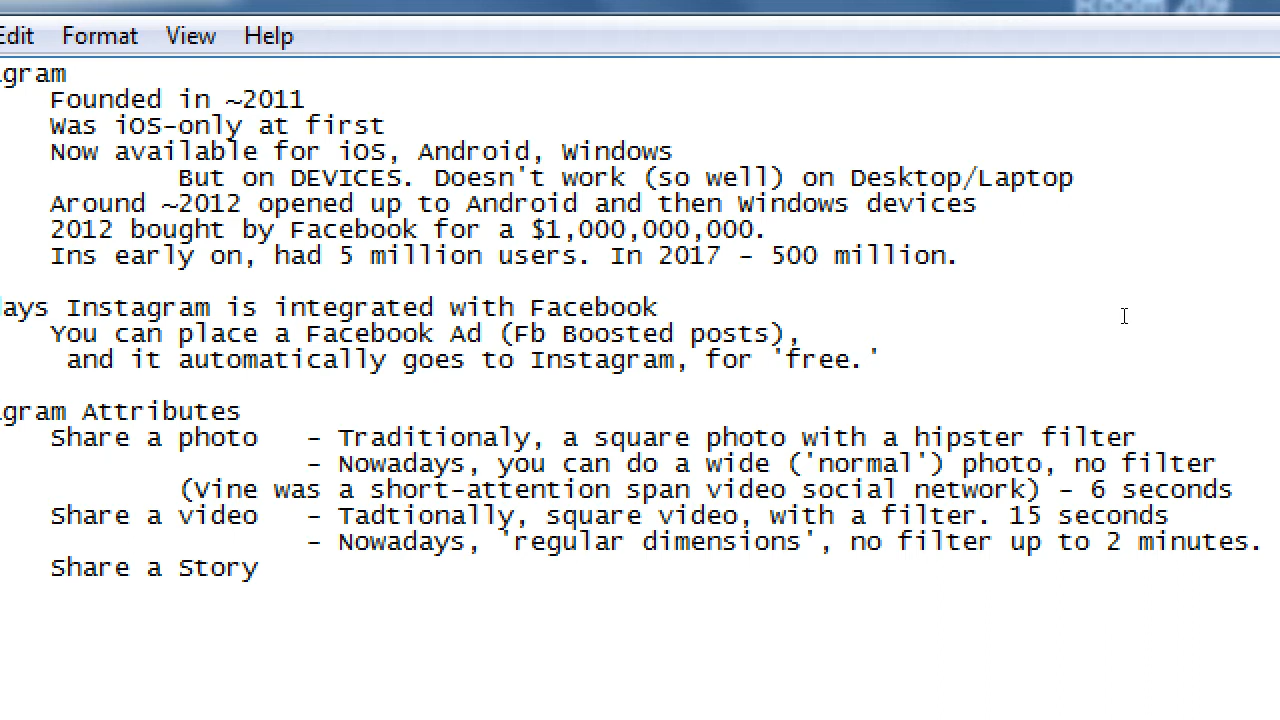 Room 209
Edit Format View Help
agram
Founded in ~2011
Was iOS-only at first
Now available for iOS, Android, Windows
But on DEVICES. Doesn't work (so well) on Desktop/Laptop
Around ~2012 opened up to Android and then Windows devices
2012 bought by Facebook for a $1,000,000,000.
Ins early on, had 5 million users. In 2017 – 500 million.
days Instagram is integrated with Facebook
You can place a Facebook Ad (Fb Boosted posts),
and it automatically goes to Instagram, for 'free.'
agram Attributes
Share a photo - Traditionaly, a square photo with a hipster filter
- Nowadays, you can do a wide ('normal') photo, no filter
(Vine was a short-attention span video social network) - 6 seconds
Share a video - Tadtionally, square video, with a filter. 15 seconds
- Nowadays, 'regular dimensions', no filter up to 2 minutes.
Share a Story